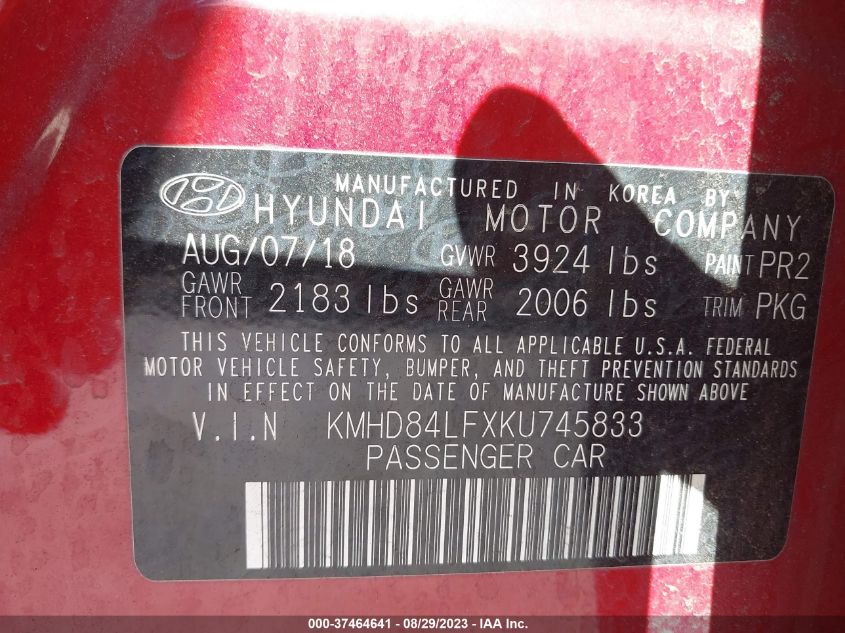 MANUFACTURED IN KOREA BY
HYUNDAI MOTOR COMPANY
AUG/07/18 GVWR 3924 lbs PAINT PR2
GAWR FRONT 2183 lbs GAWR REAR 2006 lbs TRIM PKG
THIS VEHICLE CONFORMS TO ALL APPLICABLE U.S.A. FEDERAL
MOTOR VEHICLE SAFETY, BUMPER, AND THEFT PREVENTION STANDARDS
IN EFFECT ON THE DATE OF MANUFACTURE SHOWN ABOVE
V.I.N KMHD84LFXKU745833
PASSENGER CAR
000-37464641 - 08/29/2023 - IAA Inc.